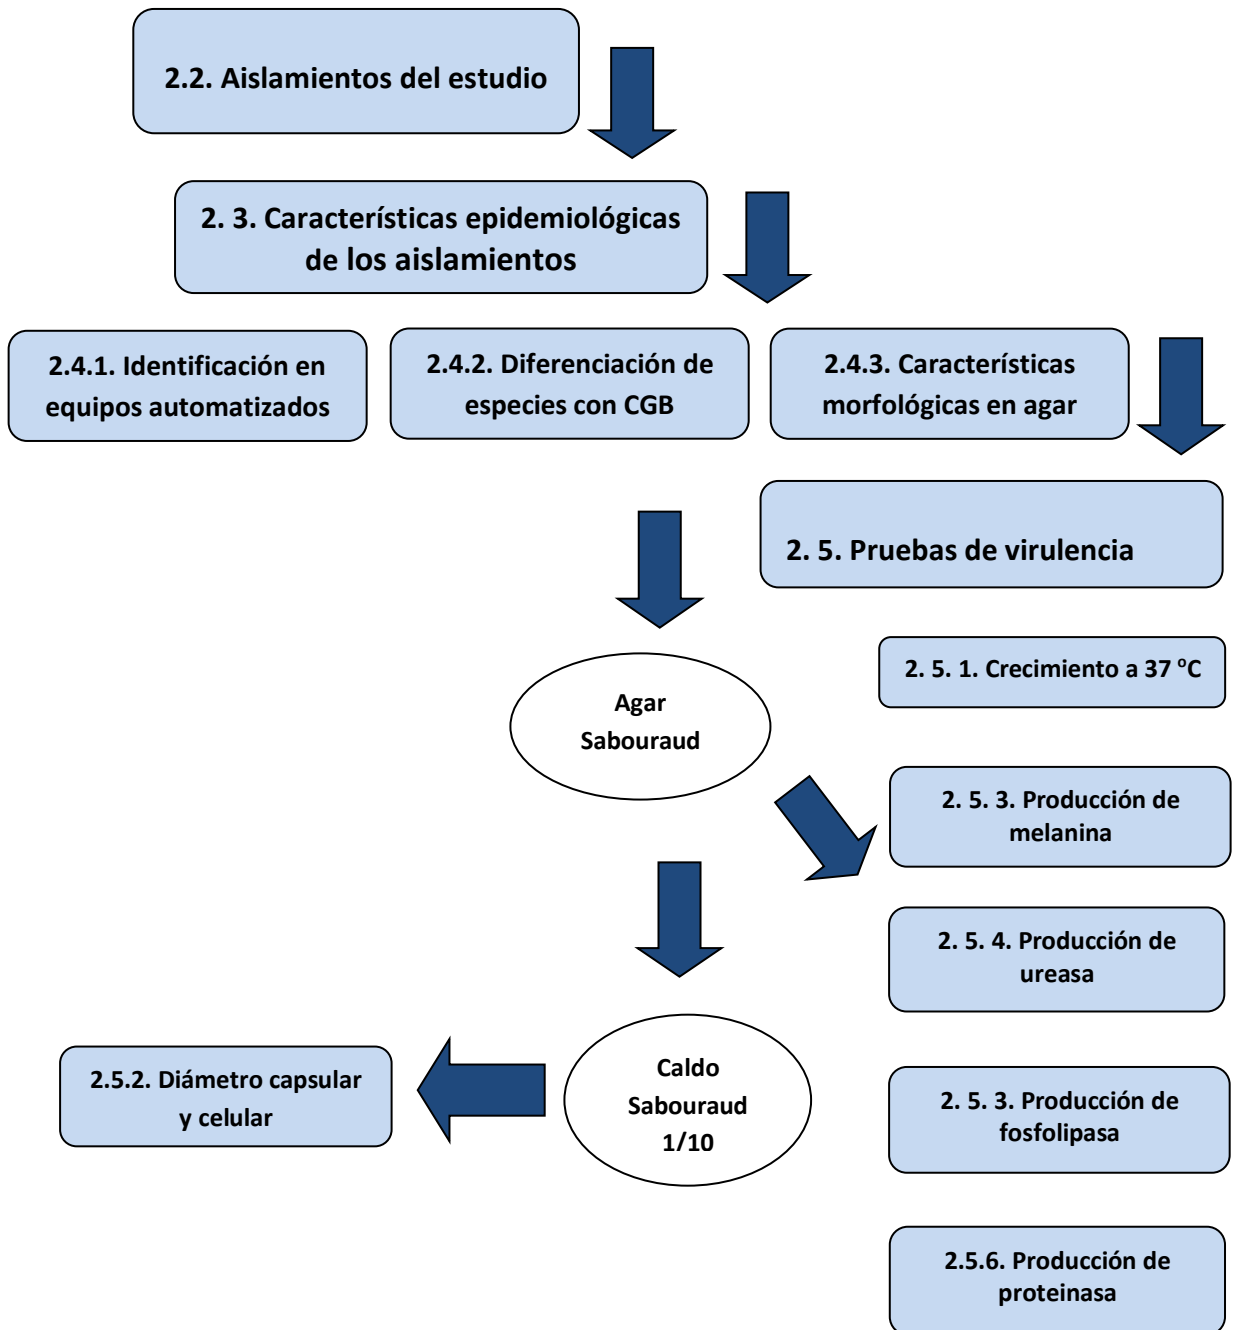 2.2. Aislamientos del estudio
2. 3. Características epidemiológicas
de los aislamientos
2.4.1. Identificación en
equipos automatizados
2.4.2. Diferenciación de
especies con CGB
2.4.3. Características
morfológicas en agar
2. 5. Pruebas de virulencia
2. 5. 1. Crecimiento a 37 °C
Agar
Sabouraud
2. 5. 3. Producción de
melanina
2. 5. 4. Producción de
ureasa
2.5.2. Diámetro capsular
y celular
Caldo
Sabouraud
1/10
2. 5. 3. Producción de
fosfolipasa
2.5.6. Producción de
proteinasa